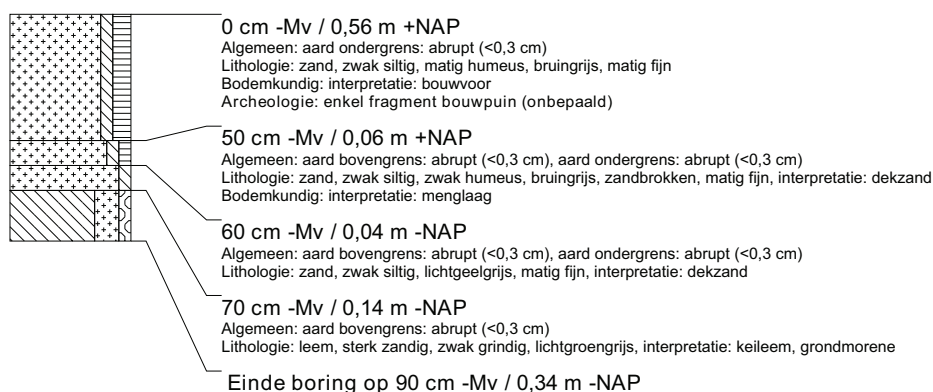 0 cm -Mv / 0,56 m +NAP
Algemeen: aard ondergrens: abrupt (<0,3 cm)
Lithologie: zand, zwak siltig, matig humeus, bruingrijs, matig fijn
Bodemkundig: interpretatie: bouwvoor
Archeologie: enkel fragment bouwpuin (onbepaald)
50 cm -Mv / 0,06 m +NAP
Algemeen: aard bovengrens: abrupt (<0,3 cm), aard ondergrens: abrupt (<0,3 cm)
Lithologie: zand, zwak siltig, zwak humeus, bruingrijs, zandbrokken, matig fijn, interpretatie: dekzand
Bodemkundig: interpretatie: menglaag
60 cm -Mv / 0,04 m -NAP
Algemeen: aard bovengrens: abrupt (<0,3 cm), aard ondergrens: abrupt (<0,3 cm)
Lithologie: zand, zwak siltig, lichtgeelgrijs, matig fijn, interpretatie: dekzand
70 cm -Mv / 0,14 m -NAP
Algemeen: aard bovengrens: abrupt (<0,3 cm)
Lithologie: leem, sterk zandig, zwak grindig, lichtgroengrijs, interpretatie: keileem, grondmorene
Einde boring op 90 cm -Mv / 0,34 m -NAP